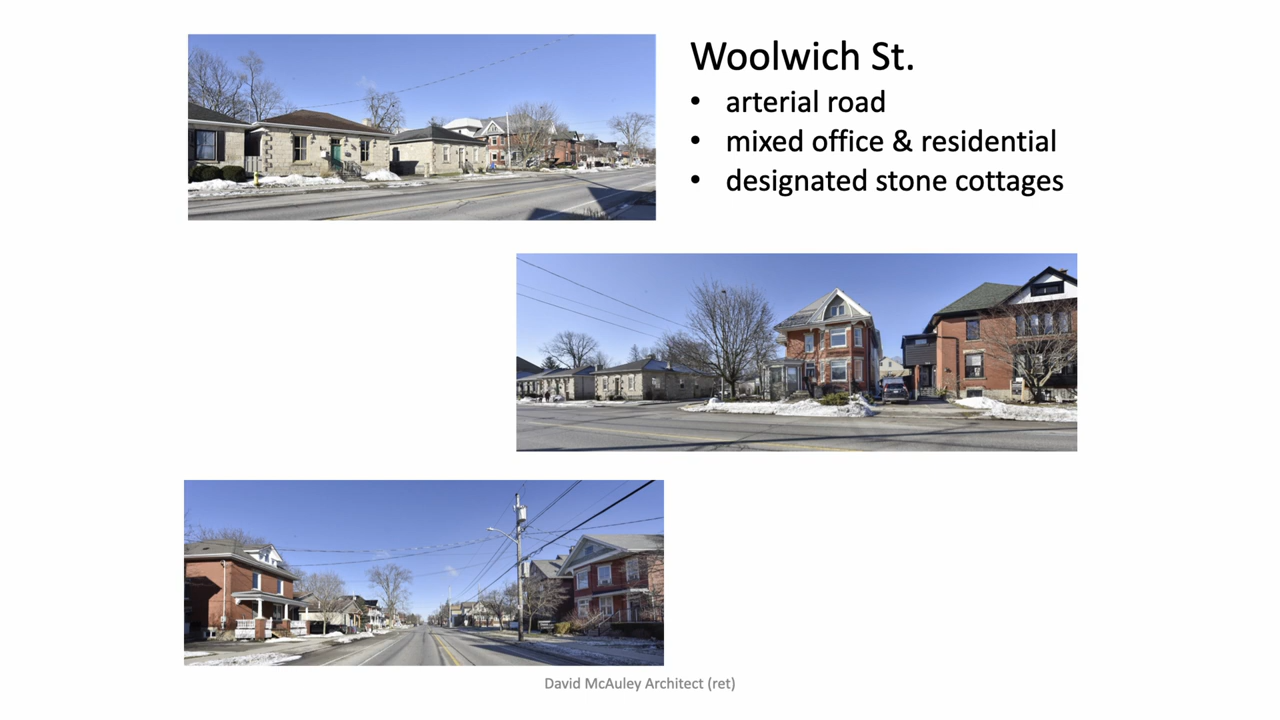 Woolwich St.
• arterial road
• mixed office & residential
• designated stone cottages
David McAuley Architect (ret)